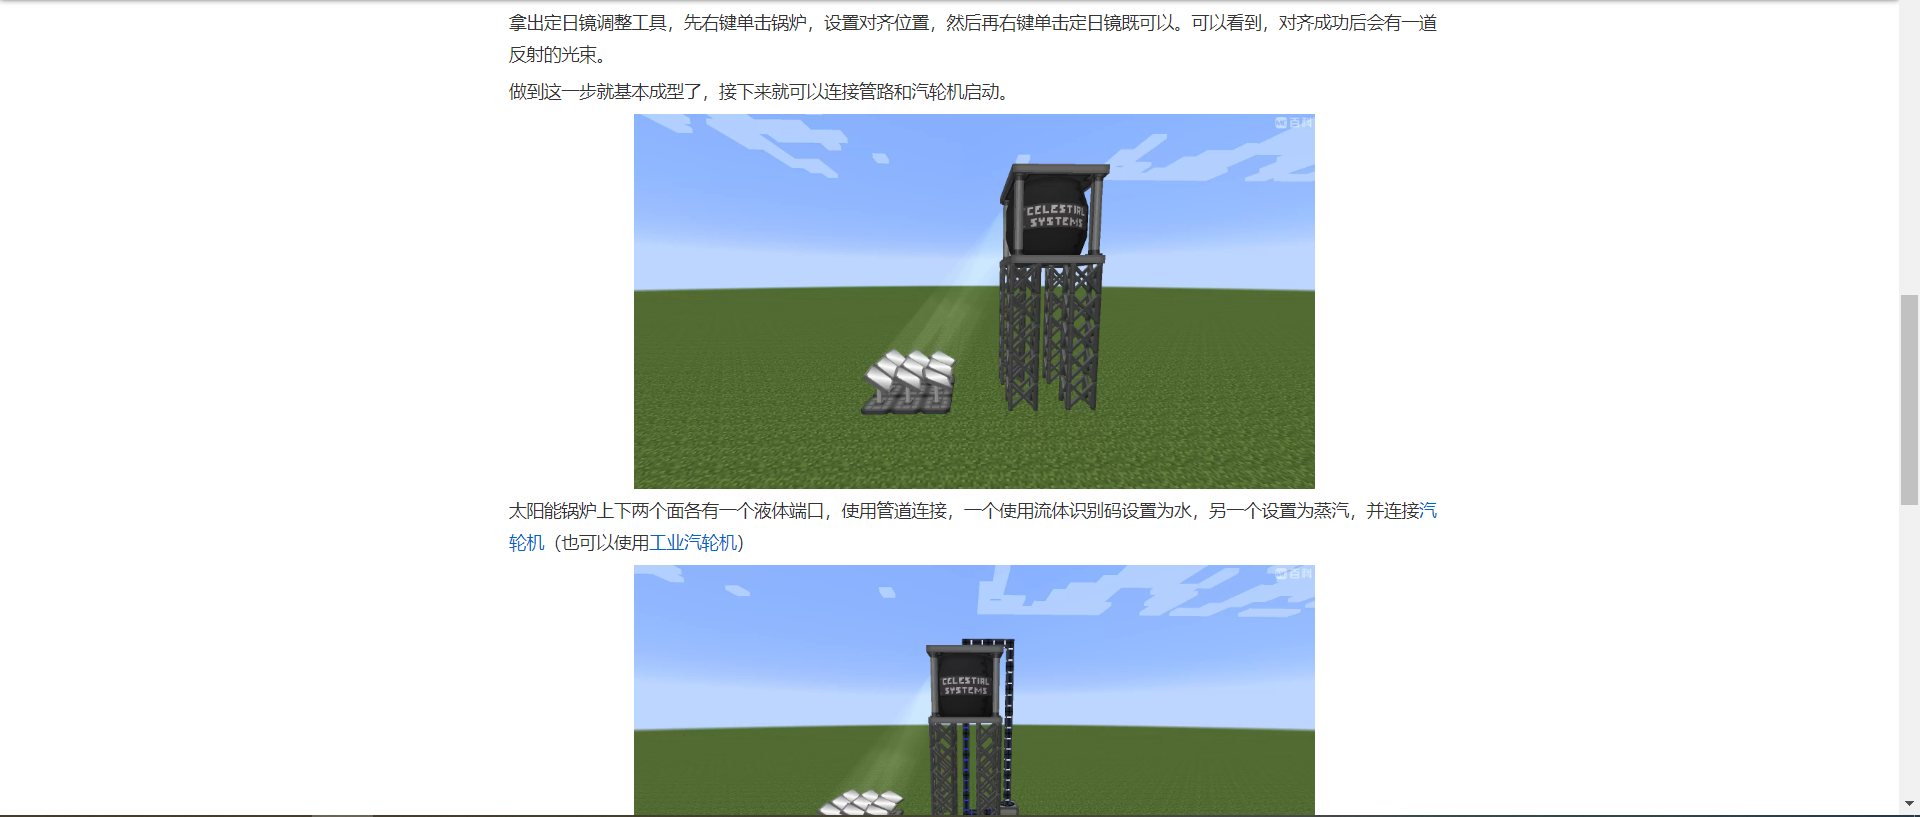 拿出定日镜调整工具，先右键单击锅炉，设置对齐位置，然后再右键单击定日镜既可以。可以看到，对齐成功后会有一道
反射的光束。
做到这一步就基本成型了，接下来就可以连接管路和汽轮机启动。
百科
CELESTIAL
SYSTEMS
太阳能锅炉上下两个面各有一个液体端口，使用管道连接，一个使用流体识别码设置为水，另一个设置为蒸汽，并连接汽
轮机（也可以使用工业汽轮机）
百科
CELESTIAL
SYSTEMS